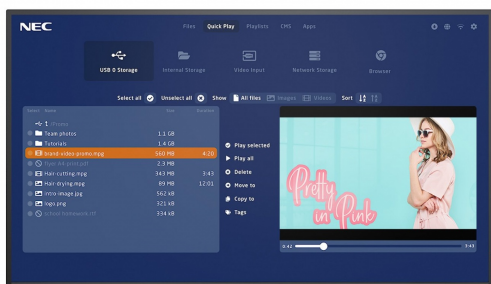 NEC
Files Quick Play Playlists CMS Apps
USB 0 Storage Internal Storage Video Input Network Storage Browser
Select all Unselect all Show All files Images Videos Sort
Select Name Size Duration
Team photos 1.1 GB
Tutorials 1.4 GB
brand-video-promo.mpg 560 MB 4:20
2.3 MB
Hair-cutting.mpg 343 MB 3:43
Hair-drying.mpg 89 MB 12:01
intro image.jpg 562 kB
logo.png 321 kB
school homework.rtf 334 kB
Play selected
Play all
Delete
Move to
Copy to
Tags
Pretty
in Pink
0:42 3:43